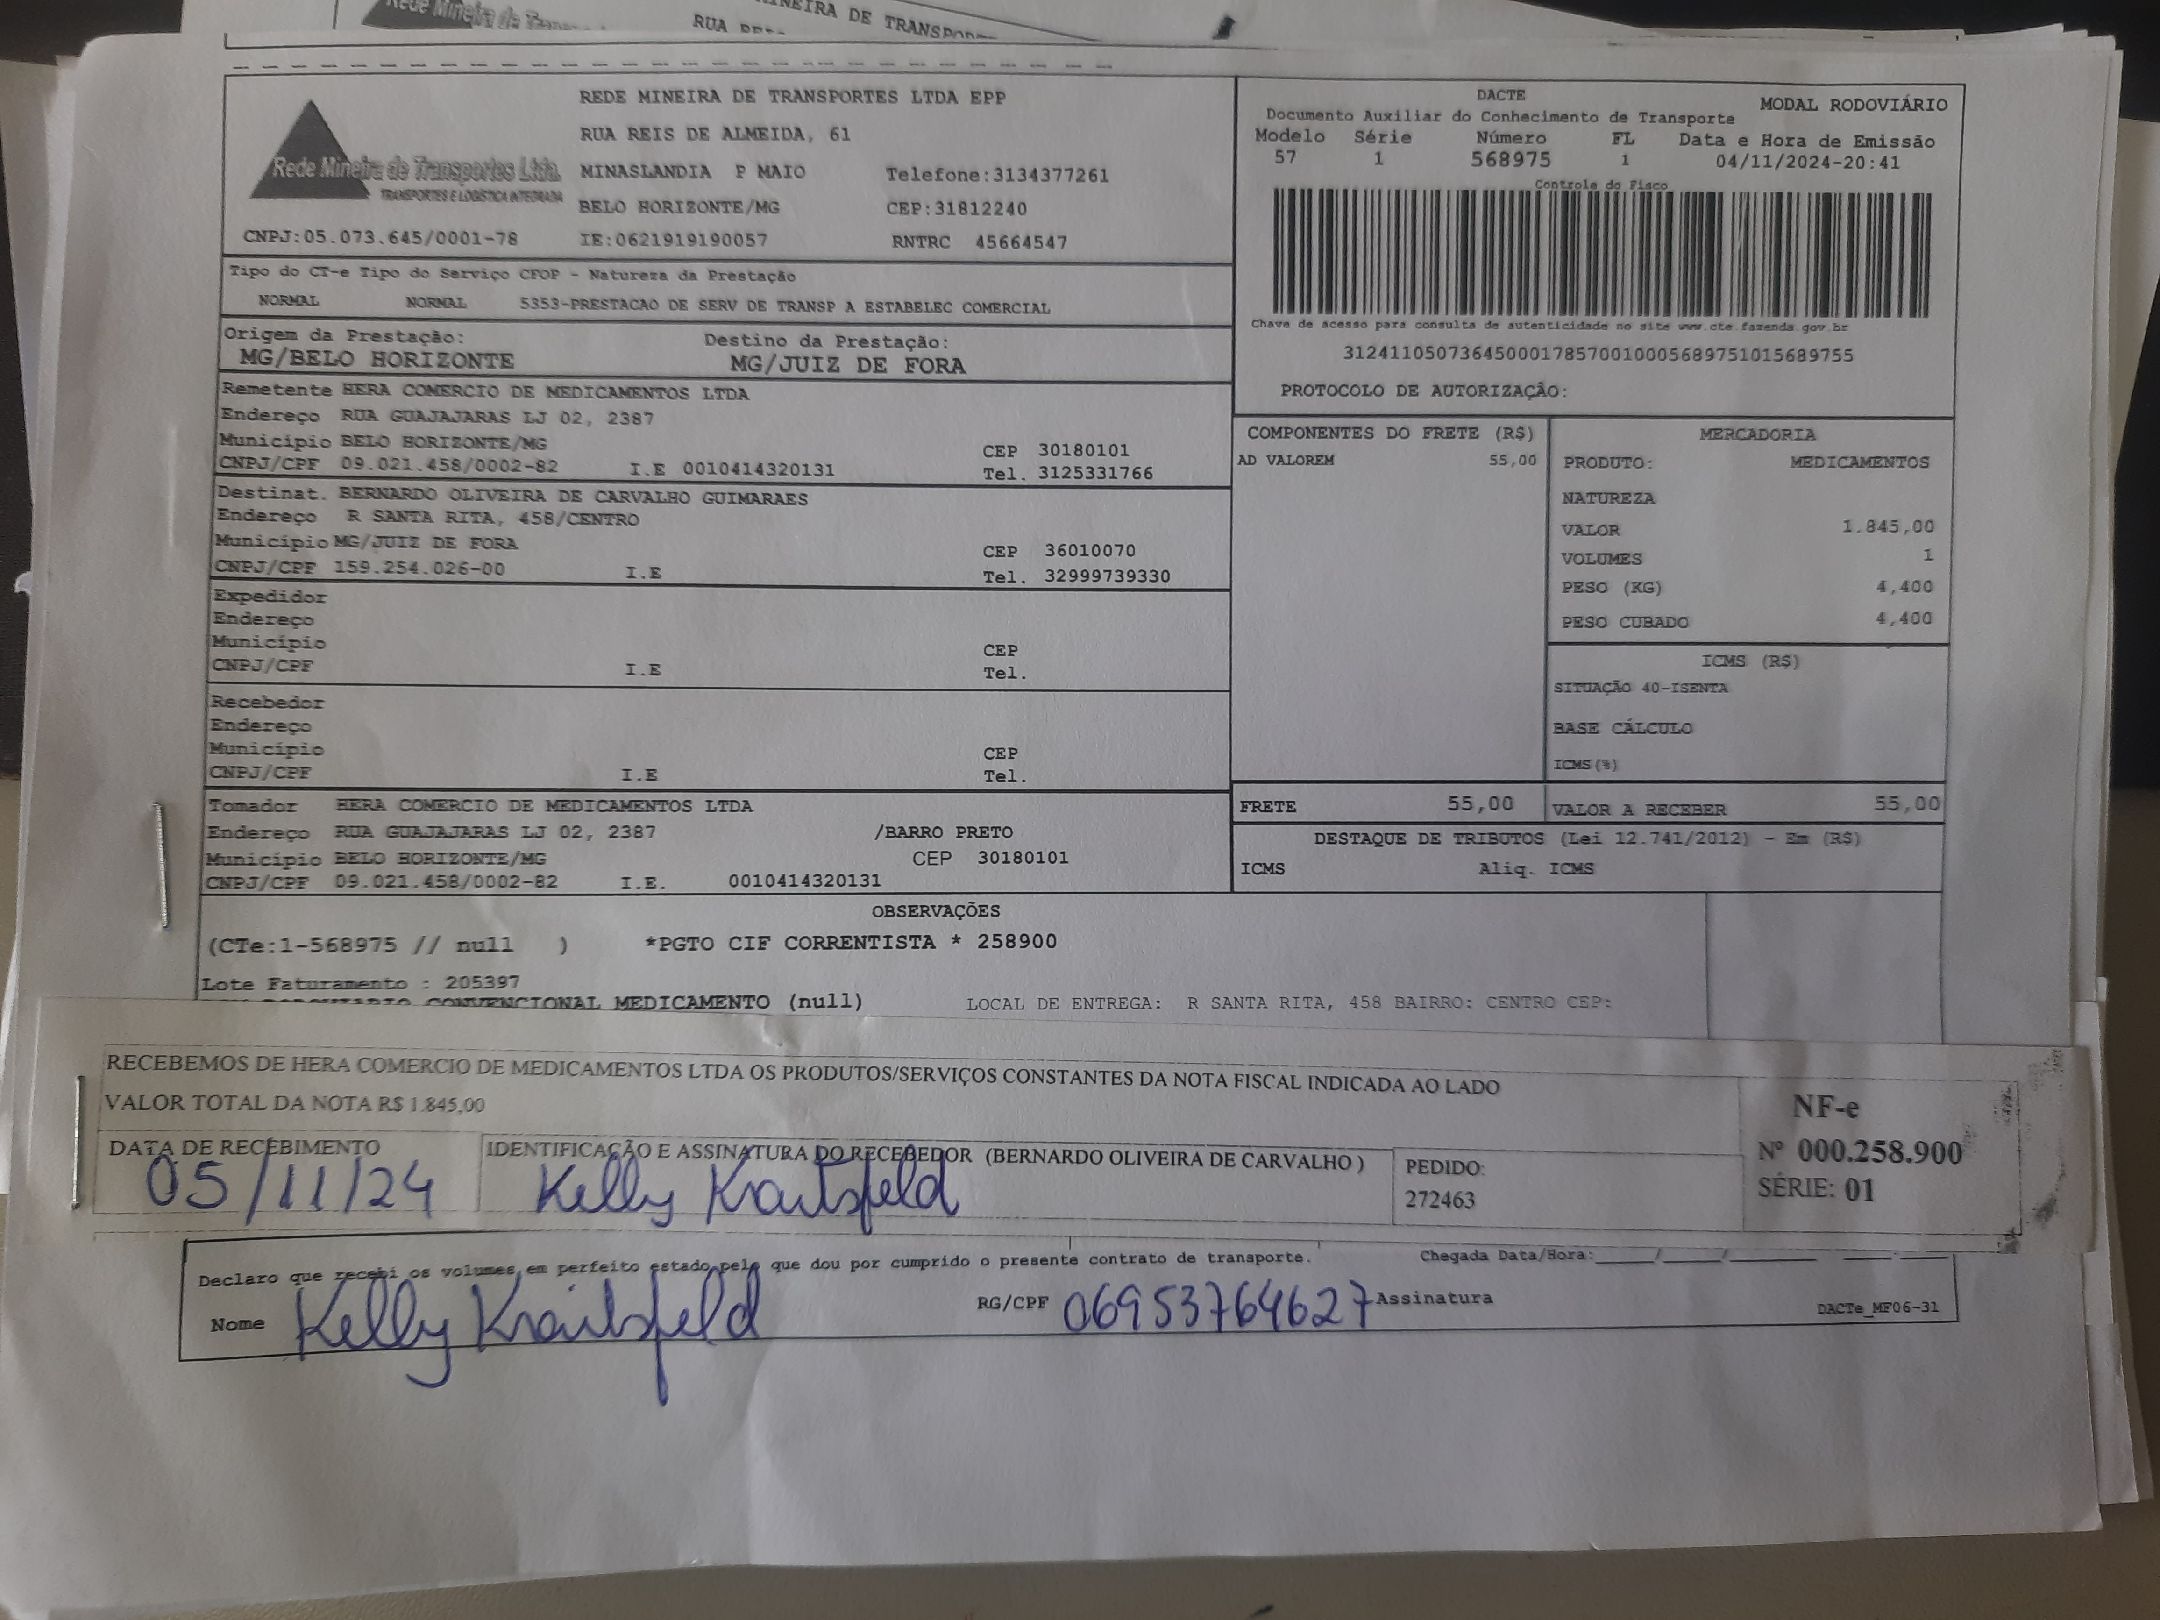 RUA
NEIRA DE TRANSPOR
REDE MINEIRA DE TRANSPORTES LTDA EPP
RUA REIS DE ALMEIDA, 61
MINASLANDIA P MAIO Telefone:3134377261
BELO HORIZONTE/MG CEP:31812240
Rede Mineira de Transportes Ltda.
TRANSPORTES E LOGÍSTICA INTEGRADA
CNPJ:05.073.645/0001-78 IE:0621919190057 RNTRC 45664547
DACTE
MODAL RODOVIÁRIO
Documento Auxiliar do Conhecimento de Transporte
Modelo Série Número FL Data e Hora de Emissão
57 1 568975 1 04/11/2024-20:41
Controle do Fisco
Chave de acesso para consulta de autenticidade no site www.cte.fazenda.gov.br
31241105073645000178570010005689751015689755
PROTOCOLO DE AUTORIZAÇÃO:
Tipo do CT-e Tipo do Serviço CFOP - Natureza da Prestação
NORMAL NORMAL 5353-PRESTACAO DE SERV DE TRANSP A ESTABELEC COMERCIAL
Origem da Prestação: Destino da Prestação:
MG/BELO HORIZONTE MG/JUIZ DE FORA
Remetente HERA COMERCIO DE MEDICAMENTOS LTDA
Endereço RUA GUAJAJARAS LJ 02, 2387
Município BELO HORIZONTE/MG CEP 30180101
CNPJ/CPF 09.021.458/0002-82 I.E 0010414320131 Tel. 3125331766
Destinat. BERNARDO OLIVEIRA DE CARVALHO GUIMARAES
Endereço R SANTA RITA, 458/CENTRO
Município MG/JUIZ DE FORA CEP 36010070
CNPJ/CPF 159.254.026-00 I.E Tel. 32999739330
Expedidor
Endereço
Município CEP
CNPJ/CPF I.E Tel.
Recebedor
Endereço
Município CEP
CNPJ/CPF I.E Tel.
Tomador HERA COMERCIO DE MEDICAMENTOS LTDA
Endereço RUA GUAJAJARAS LJ 02, 2387 /BARRO PRETO
Município BELO HORIZONTE/MG CEP 30180101
CNPJ/CPF 09.021.458/0002-82 I.E. 0010414320131
COMPONENTES DO FRETE (R$)
AD VALOREM 55,00
MERCADORIA
PRODUTO: MEDICAMENTOS
NATUREZA
VALOR 1.845,00
VOLUMES 1
PESO (KG) 4,400
PESO CUBADO 4,400
ICMS (R$)
SITUAÇÃO 40-ISENTA
BASE CÁLCULO
ICMS(%)
FRETE 55,00 VALOR A RECEBER 55,00
DESTAQUE DE TRIBUTOS (Lei 12.741/2012) - Em (R$)
ICMS Aliq. ICMS
OBSERVAÇÕES
(CTe:1-568975 // null ) *PGTO CIF CORRENTISTA * 258900
Lote Faturamento : 205397
CONVENCIONAL MEDICAMENTO (null) LOCAL DE ENTREGA: R SANTA RITA, 458 BAIRRO: CENTRO CEP:
RECEBEMOS DE HERA COMERCIO DE MEDICAMENTOS LTDA OS PRODUTOS/SERVIÇOS CONSTANTES DA NOTA FISCAL INDICADA AO LADO
VALOR TOTAL DA NOTA R$ 1.845,00
DATA DE RECEBIMENTO IDENTIFICAÇÃO E ASSINATURA DO RECEBEDOR (BERNARDO OLIVEIRA DE CARVALHO )
05/11/24 Kelly Kraitsfeld
PEDIDO:
272463
NF-e
Nº 000.258.900
SÉRIE: 01
Declaro que recebi os volumes em perfeito estado pelo que dou por cumprido o presente contrato de transporte. Chegada Data/Hora:____/____/____
Nome Kelly Kraitsfeld RG/CPF 06953764627 Assinatura DACTe_MF06-31